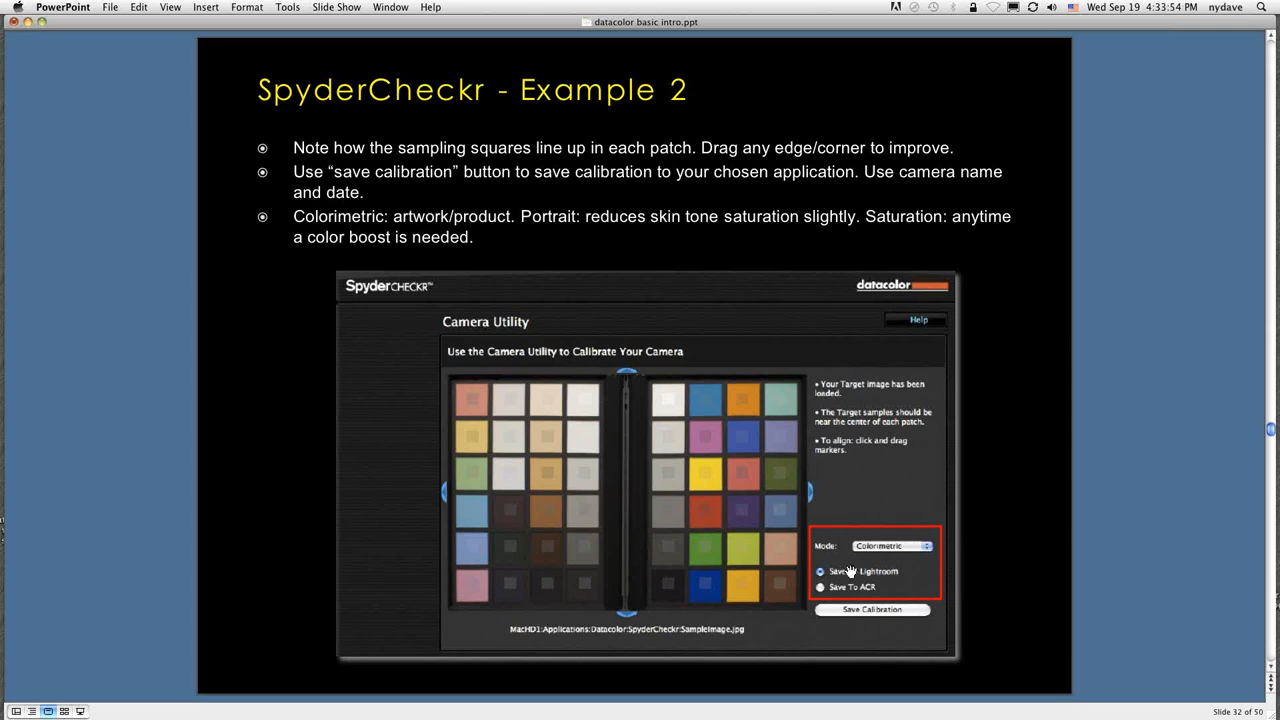 PowerPoint File Edit View Insert Format Tools Slide Show Window Help Wed Sep 19 4:33:54 PM nydave
datacolor basic intro.ppt
SpyderCheckr - Example 2
Note how the sampling squares line up in each patch. Drag any edge/corner to improve.
Use “save calibration” button to save calibration to your chosen application. Use camera name
and date.
Colorimetric: artwork/product. Portrait: reduces skin tone saturation slightly. Saturation: anytime
a color boost is needed.
SpyderCHECKR™ datacolor
Camera Utility Help
Use the Camera Utility to Calibrate Your Camera
• Your Target image has been
loaded.
• The Target samples should be
near the center of each patch.
• To align: click and drag
markers.
Mode: Colorimetric
Save Lightroom
Save To ACR
Save Calibration
MacHD1:Applications:Datacolor:SpyderCheckr:SampleImage.jpg
Slide 32 of 50